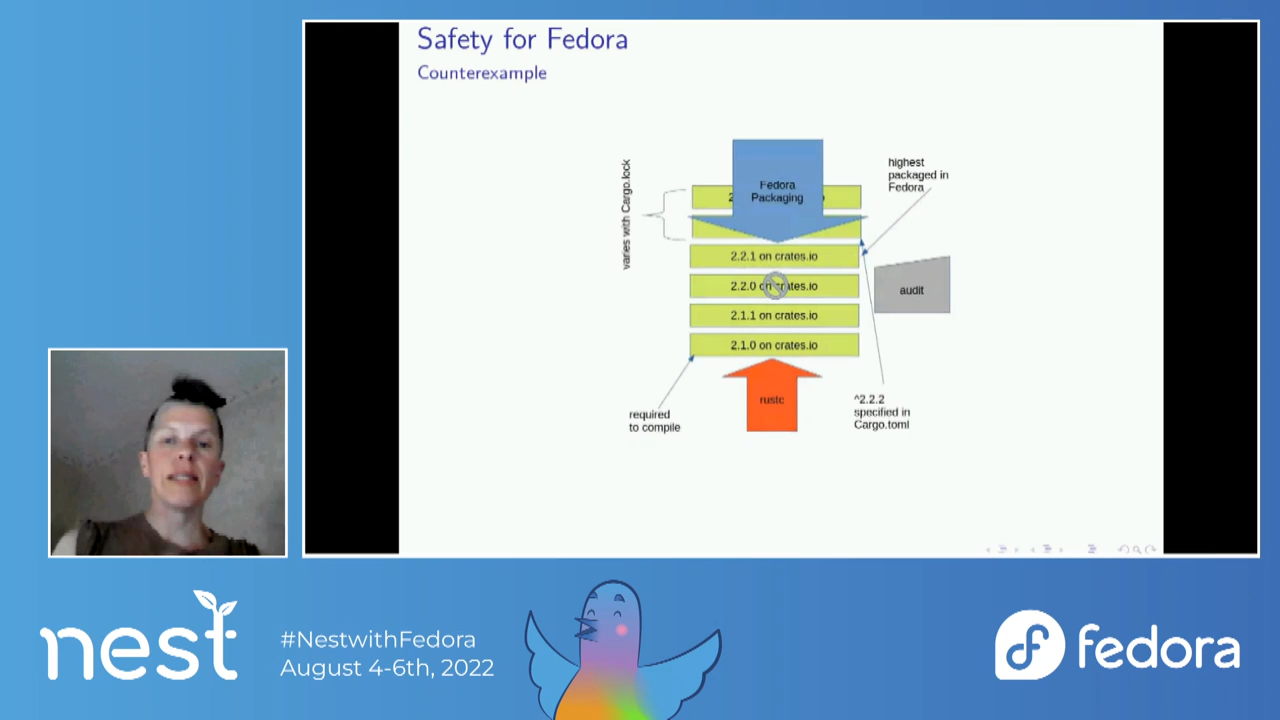 Safety for Fedora
Counterexample
varies with Cargo.lock
Fedora
Packaging
highest
packaged in
Fedora
2.2.1 on crates.io
2.2.0 on crates.io
2.1.1 on crates.io
2.1.0 on crates.io
audit
required
to compile
rustc
^2.2.2
specified in
Cargo.toml
nest
#NestwithFedora
August 4-6th, 2022
fedora